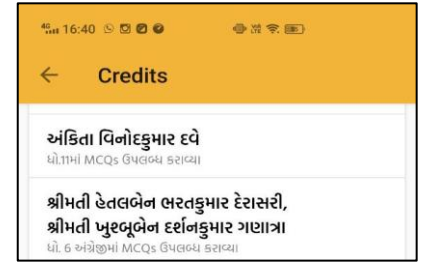 4G 16:40
Credits
અંકિતા વિનોદકુમાર દવે
ધો.11માં MCQs ઉપલબ્ધ કરાવ્યા
શ્રીમતી હેતલબેન ભરતકુમાર દેરાસરી,
શ્રીમતી ખુશ્બૂબેન દર્શનકુમાર ગણાત્રા
ધો. 6 અંગ્રેજીમાં MCQs ઉપલબ્ધ કરાવ્યા